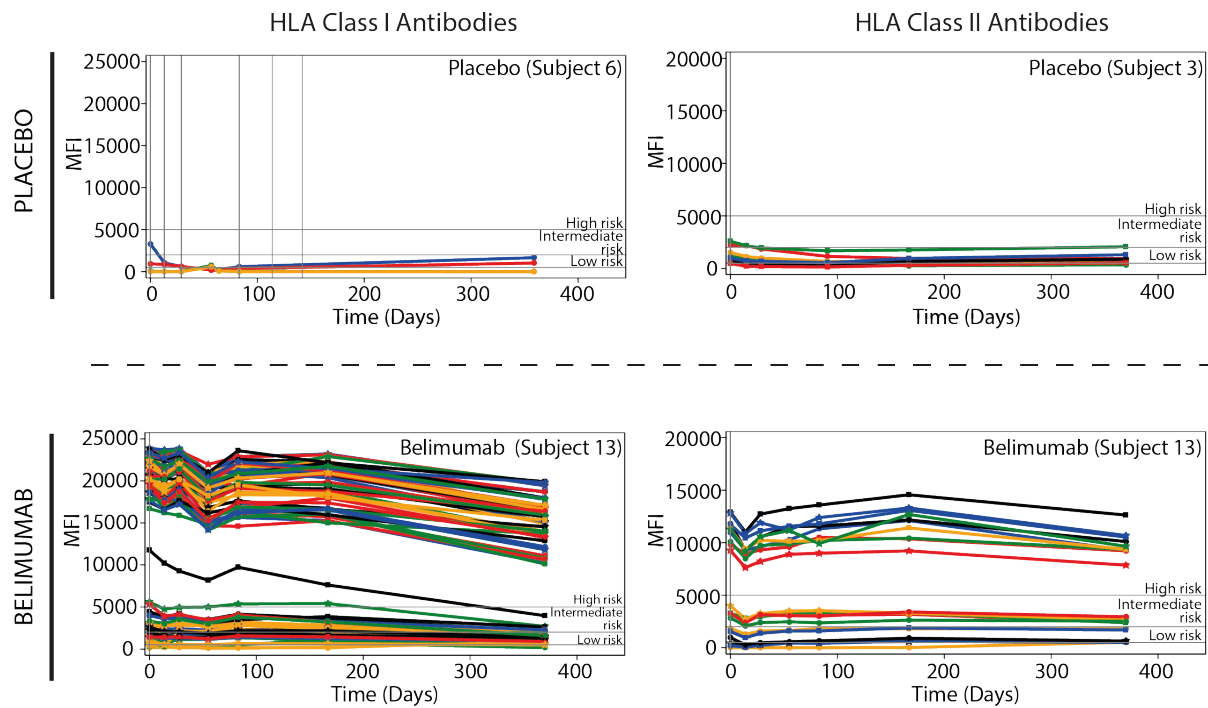 HLA Class I Antibodies
HLA Class II Antibodies
PLACEBO
MFI
25000
20000
15000
10000
5000
0
Placebo (Subject 6)
High risk
Intermediate
risk
Low risk
0 100 200 300 400
Time (Days)
MFI
20000
15000
10000
5000
0
Placebo (Subject 3)
High risk
Intermediate
risk
Low risk
0 100 200 300 400
Time (Days)
BELIMUMAB
MFI
25000
20000
15000
10000
5000
0
Belimumab (Subject 13)
High risk
Intermediate
risk
Low risk
0 100 200 300 400
Time (Days)
MFI
20000
15000
10000
5000
0
Belimumab (Subject 13)
High risk
Intermediate
risk
Low risk
0 100 200 300 400
Time (Days)